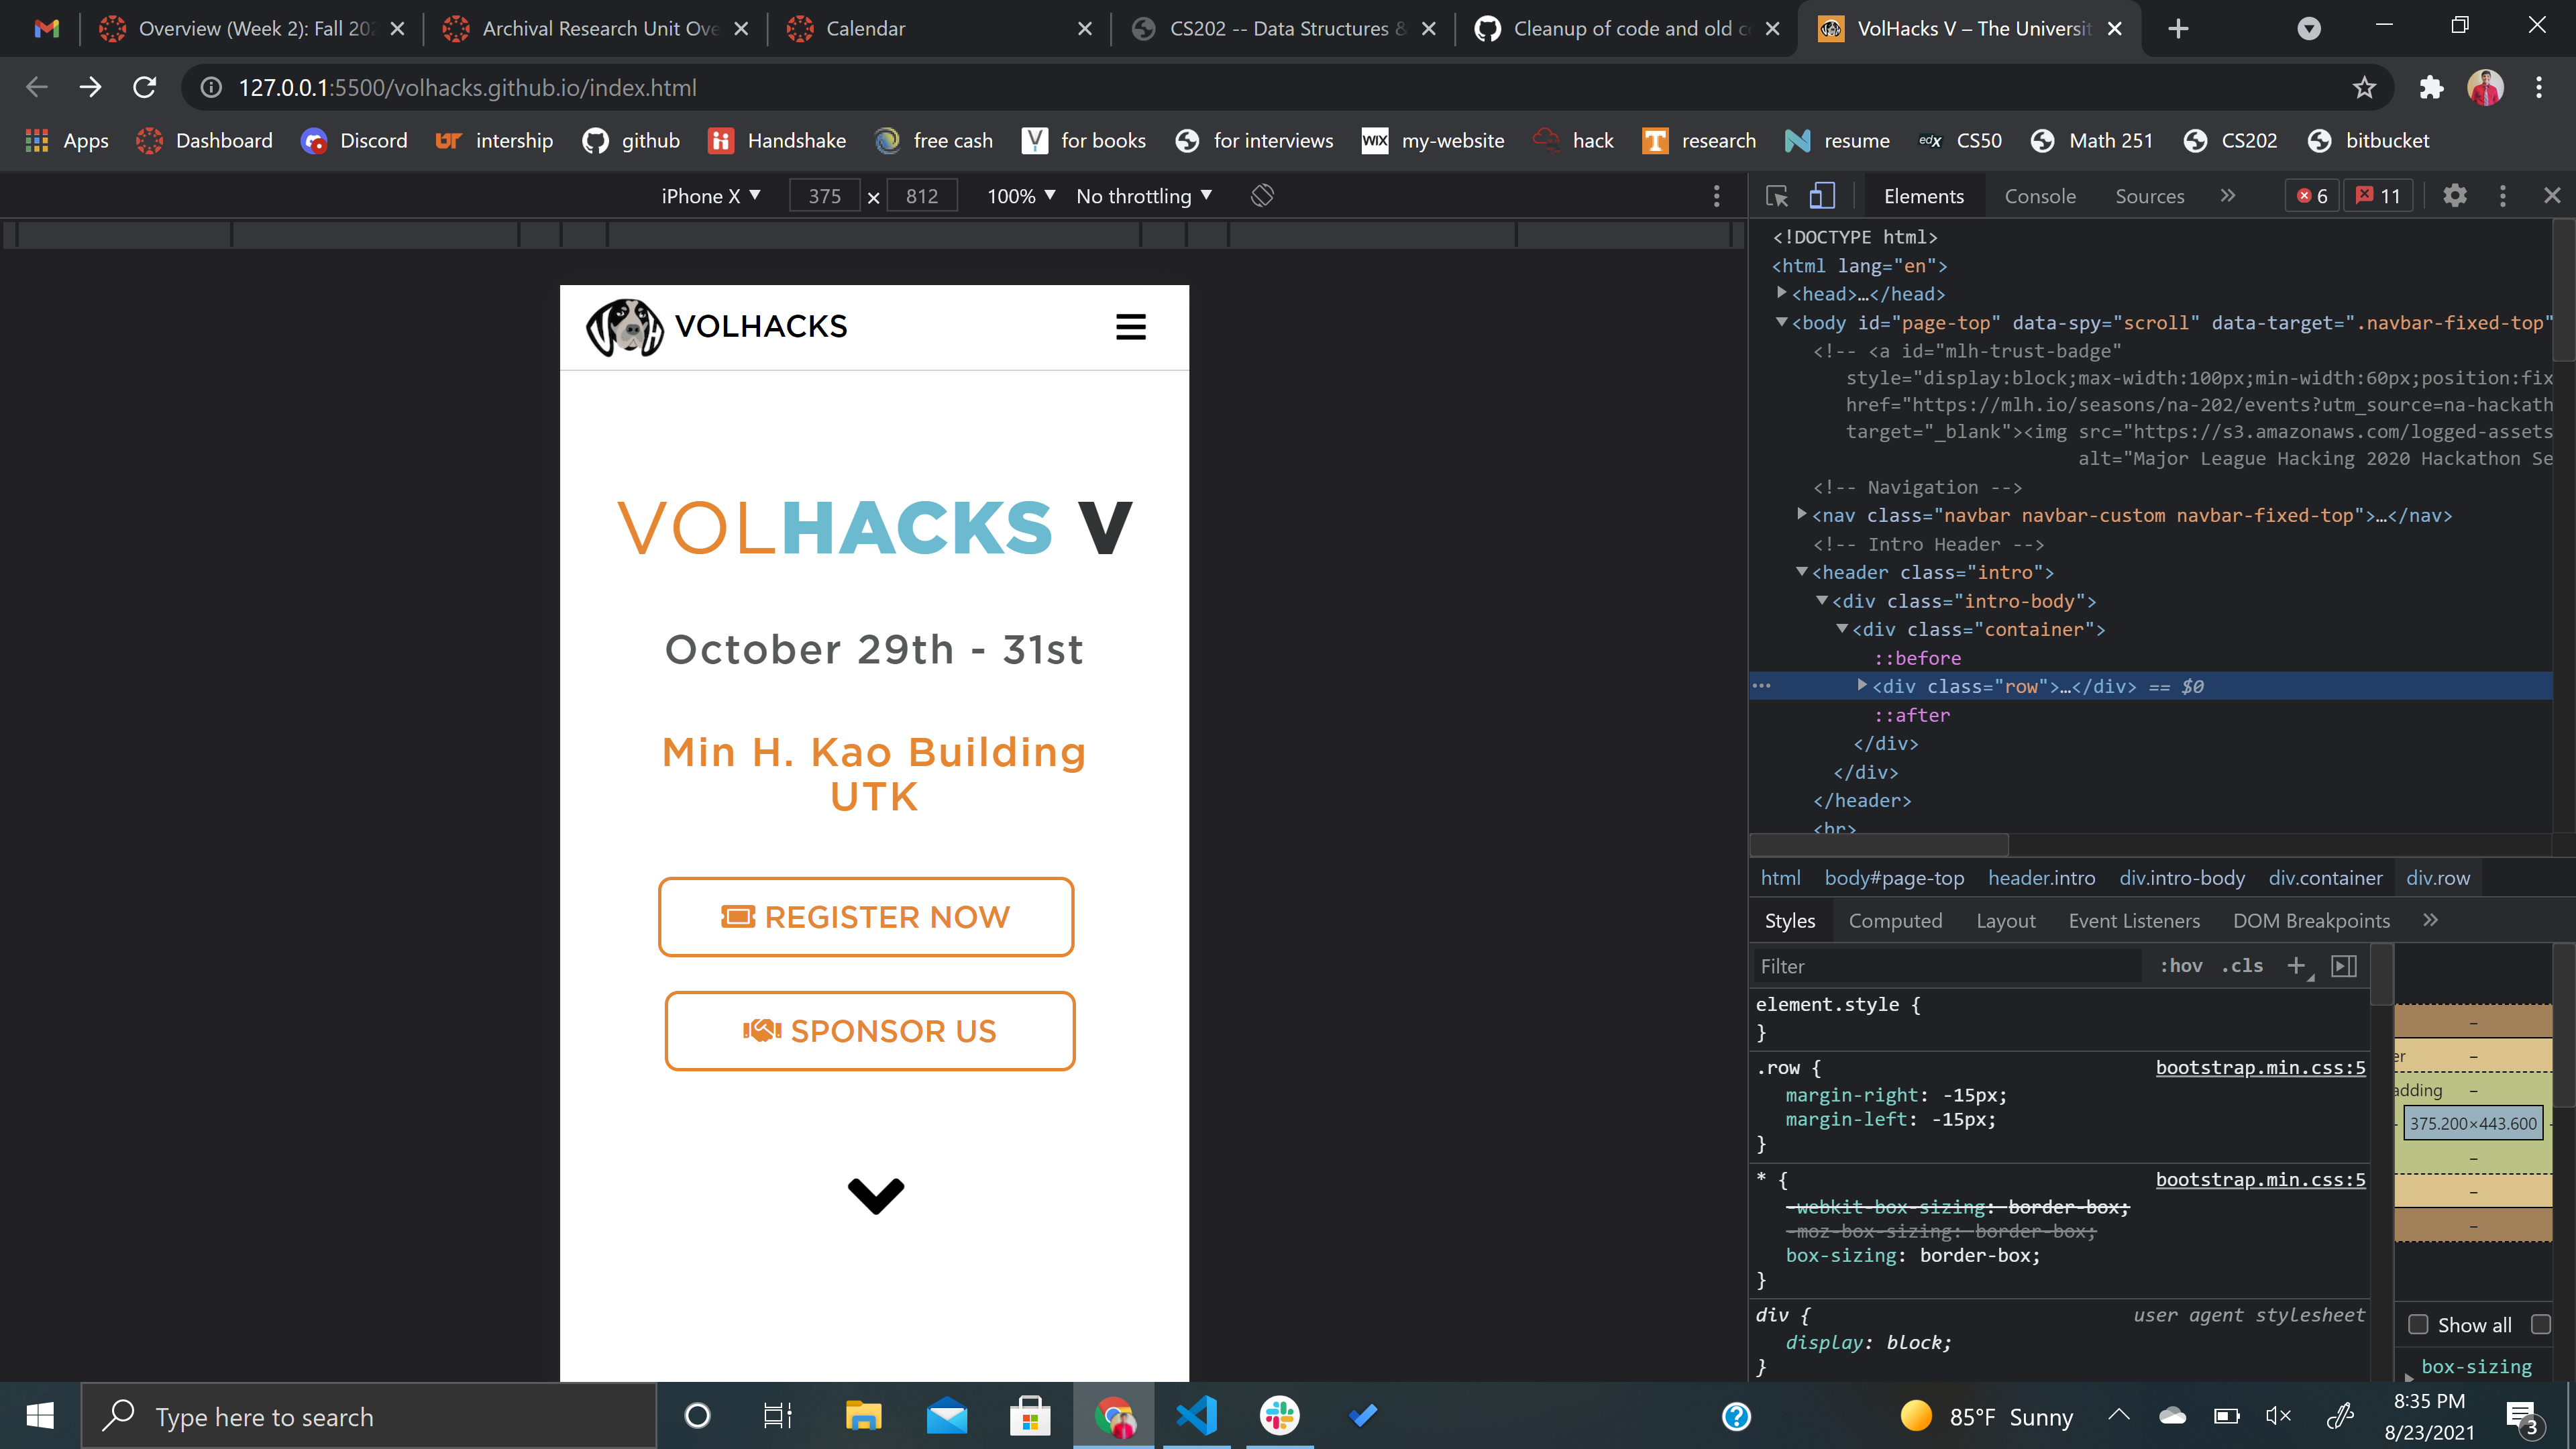 Overview (Week 2): Fall 202
Archival Research Unit Ove
Calendar
CS202 -- Data Structures &
Cleanup of code and old c
VolHacks V – The Universit
127.0.0.1:5500/volhacks.github.io/index.html
Apps
Dashboard
Discord
intership
github
Handshake
free cash
for books
for interviews
WIX my-website
hack
research
resume
edX CS50
Math 251
CS202
bitbucket
iPhone X 375 × 812 100% No throttling
Elements Console Sources 6 11
VOLHACKS
VOLHACKS V
October 29th - 31st
Min H. Kao Building
UTK
REGISTER NOW
SPONSOR US
<!DOCTYPE html>
<html lang="en">
<head>…</head>
<body id="page-top" data-spy="scroll" data-target=".navbar-fixed-top"
<!-- <a id="mlh-trust-badge"
style="display:block;max-width:100px;min-width:60px;position:fix
href="https://mlh.io/seasons/na-202/events?utm_source=na-hackath
target="_blank"><img src="https://s3.amazonaws.com/logged-assets
alt="Major League Hacking 2020 Hackathon Se
<!-- Navigation -->
<nav class="navbar navbar-custom navbar-fixed-top">…</nav>
<!-- Intro Header -->
<header class="intro">
<div class="intro-body">
<div class="container">
::before
<div class="row">…</div> == $0
::after
</div>
</div>
</header>
<br>
html body#page-top header.intro div.intro-body div.container div.row
Styles Computed Layout Event Listeners DOM Breakpoints
Filter :hov .cls
element.style {
}
.row { bootstrap.min.css:5
margin-right: -15px;
margin-left: -15px;
}
* { bootstrap.min.css:5
-webkit-box-sizing: border-box;
-moz-box-sizing: border-box;
box-sizing: border-box;
}
div { user agent stylesheet
display: block;
}
er
adding
375.200×443.600
Show all
box-sizing
Type here to search
85°F Sunny
8:35 PM
8/23/2021
3